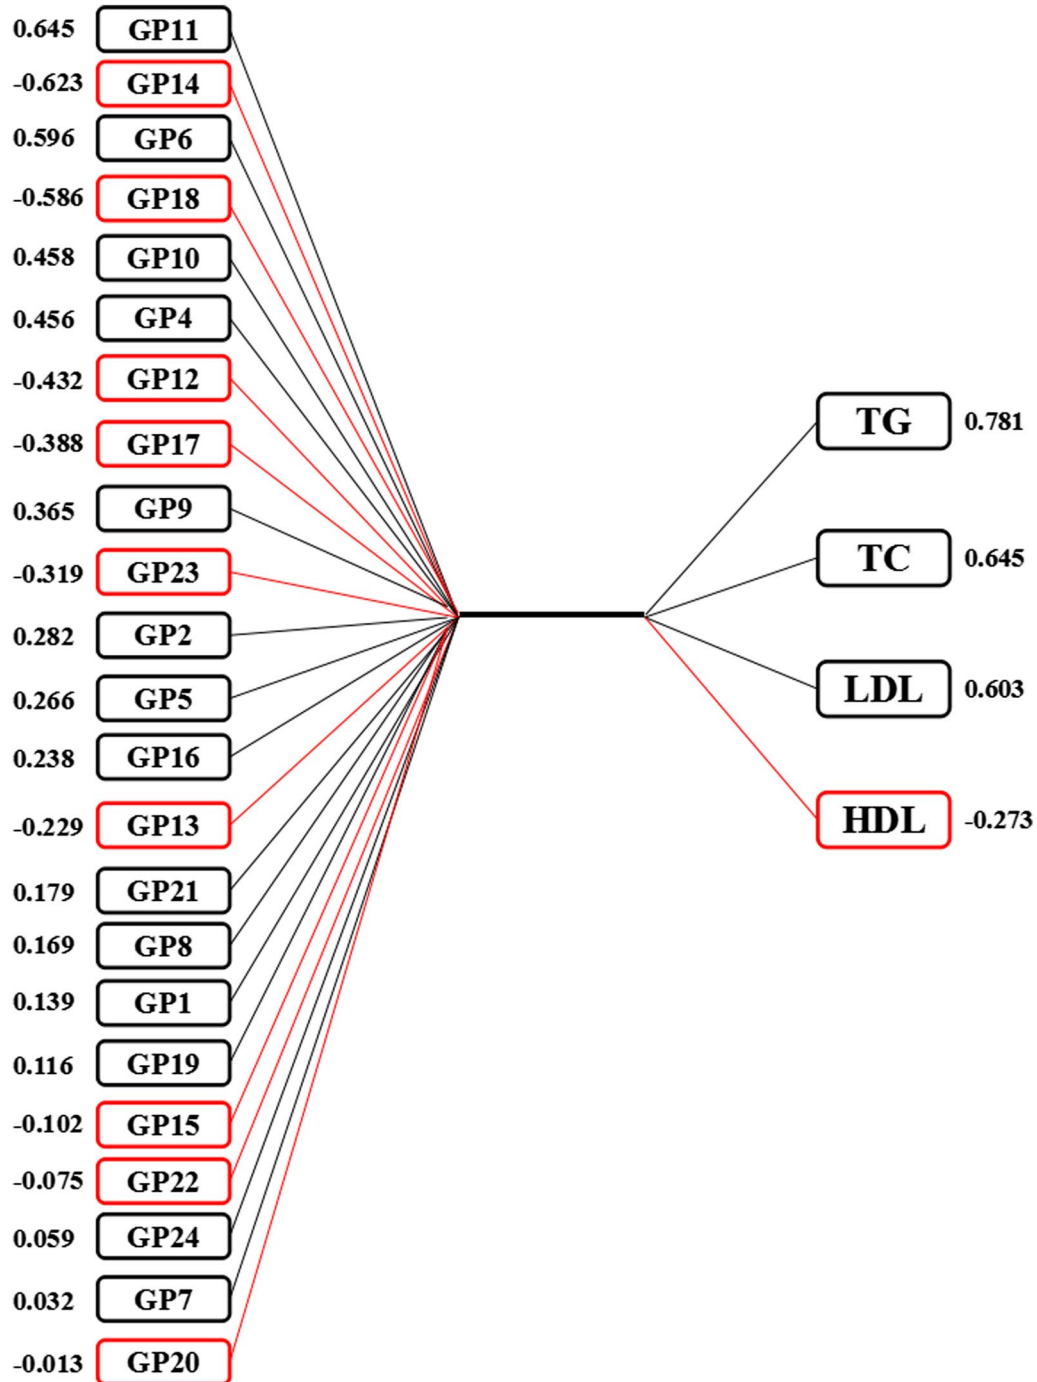 0.645 GP11
-0.623 GP14
0.596 GP6
-0.586 GP18
0.458 GP10
0.456 GP4
-0.432 GP12
-0.388 GP17
0.365 GP9
-0.319 GP23
0.282 GP2
0.266 GP5
0.238 GP16
-0.229 GP13
0.179 GP21
0.169 GP8
0.139 GP1
0.116 GP19
-0.102 GP15
-0.075 GP22
0.059 GP24
0.032 GP7
-0.013 GP20
TG 0.781
TC 0.645
LDL 0.603
HDL -0.273